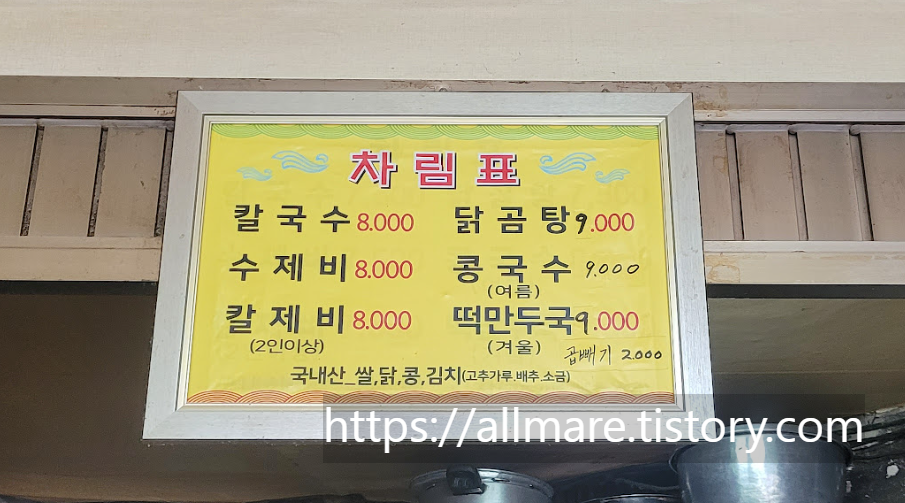 차림표
칼국수 8.000 닭곰탕 9.000
수제비 8.000 콩국수 9.000
(여름)
칼제비 8.000 떡만두국 9.000
(2인이상) (겨울)
곱빼기 2.000
국내산_쌀,닭,콩,김치(고추가루.배추.소금)
https://allmare.tistory.com